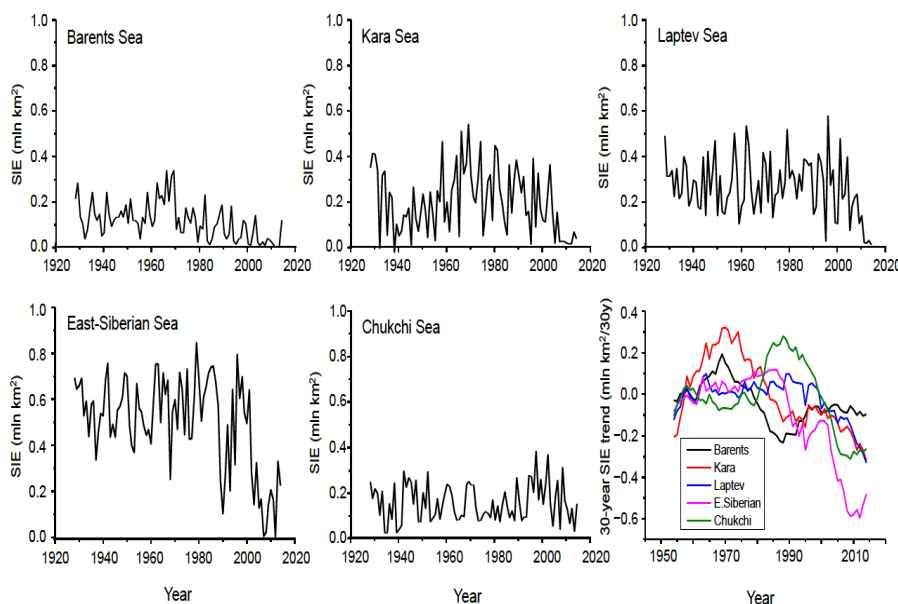 Barents Sea
SIE (mln km²)
1.0
0.8
0.6
0.4
0.2
0.0
1920 1940 1960 1980 2000 2020
Kara Sea
SIE (mln km²)
1.0
0.8
0.6
0.4
0.2
0.0
1920 1940 1960 1980 2000 2020
Laptev Sea
SIE (mln km²)
1.0
0.8
0.6
0.4
0.2
0.0
1920 1940 1960 1980 2000 2020
East-Siberian Sea
SIE (mln km²)
1.0
0.8
0.6
0.4
0.2
0.0
1920 1940 1960 1980 2000 2020
Year
Chukchi Sea
SIE (mln km²)
1.0
0.8
0.6
0.4
0.2
0.0
1920 1940 1960 1980 2000 2020
Year
30-year SIE trend (mln km²/30y)
0.4
0.2
0.0
-0.2
-0.4
-0.6
Barents
Kara
Laptev
E.Siberian
Chukchi
1950 1970 1990 2010
Year